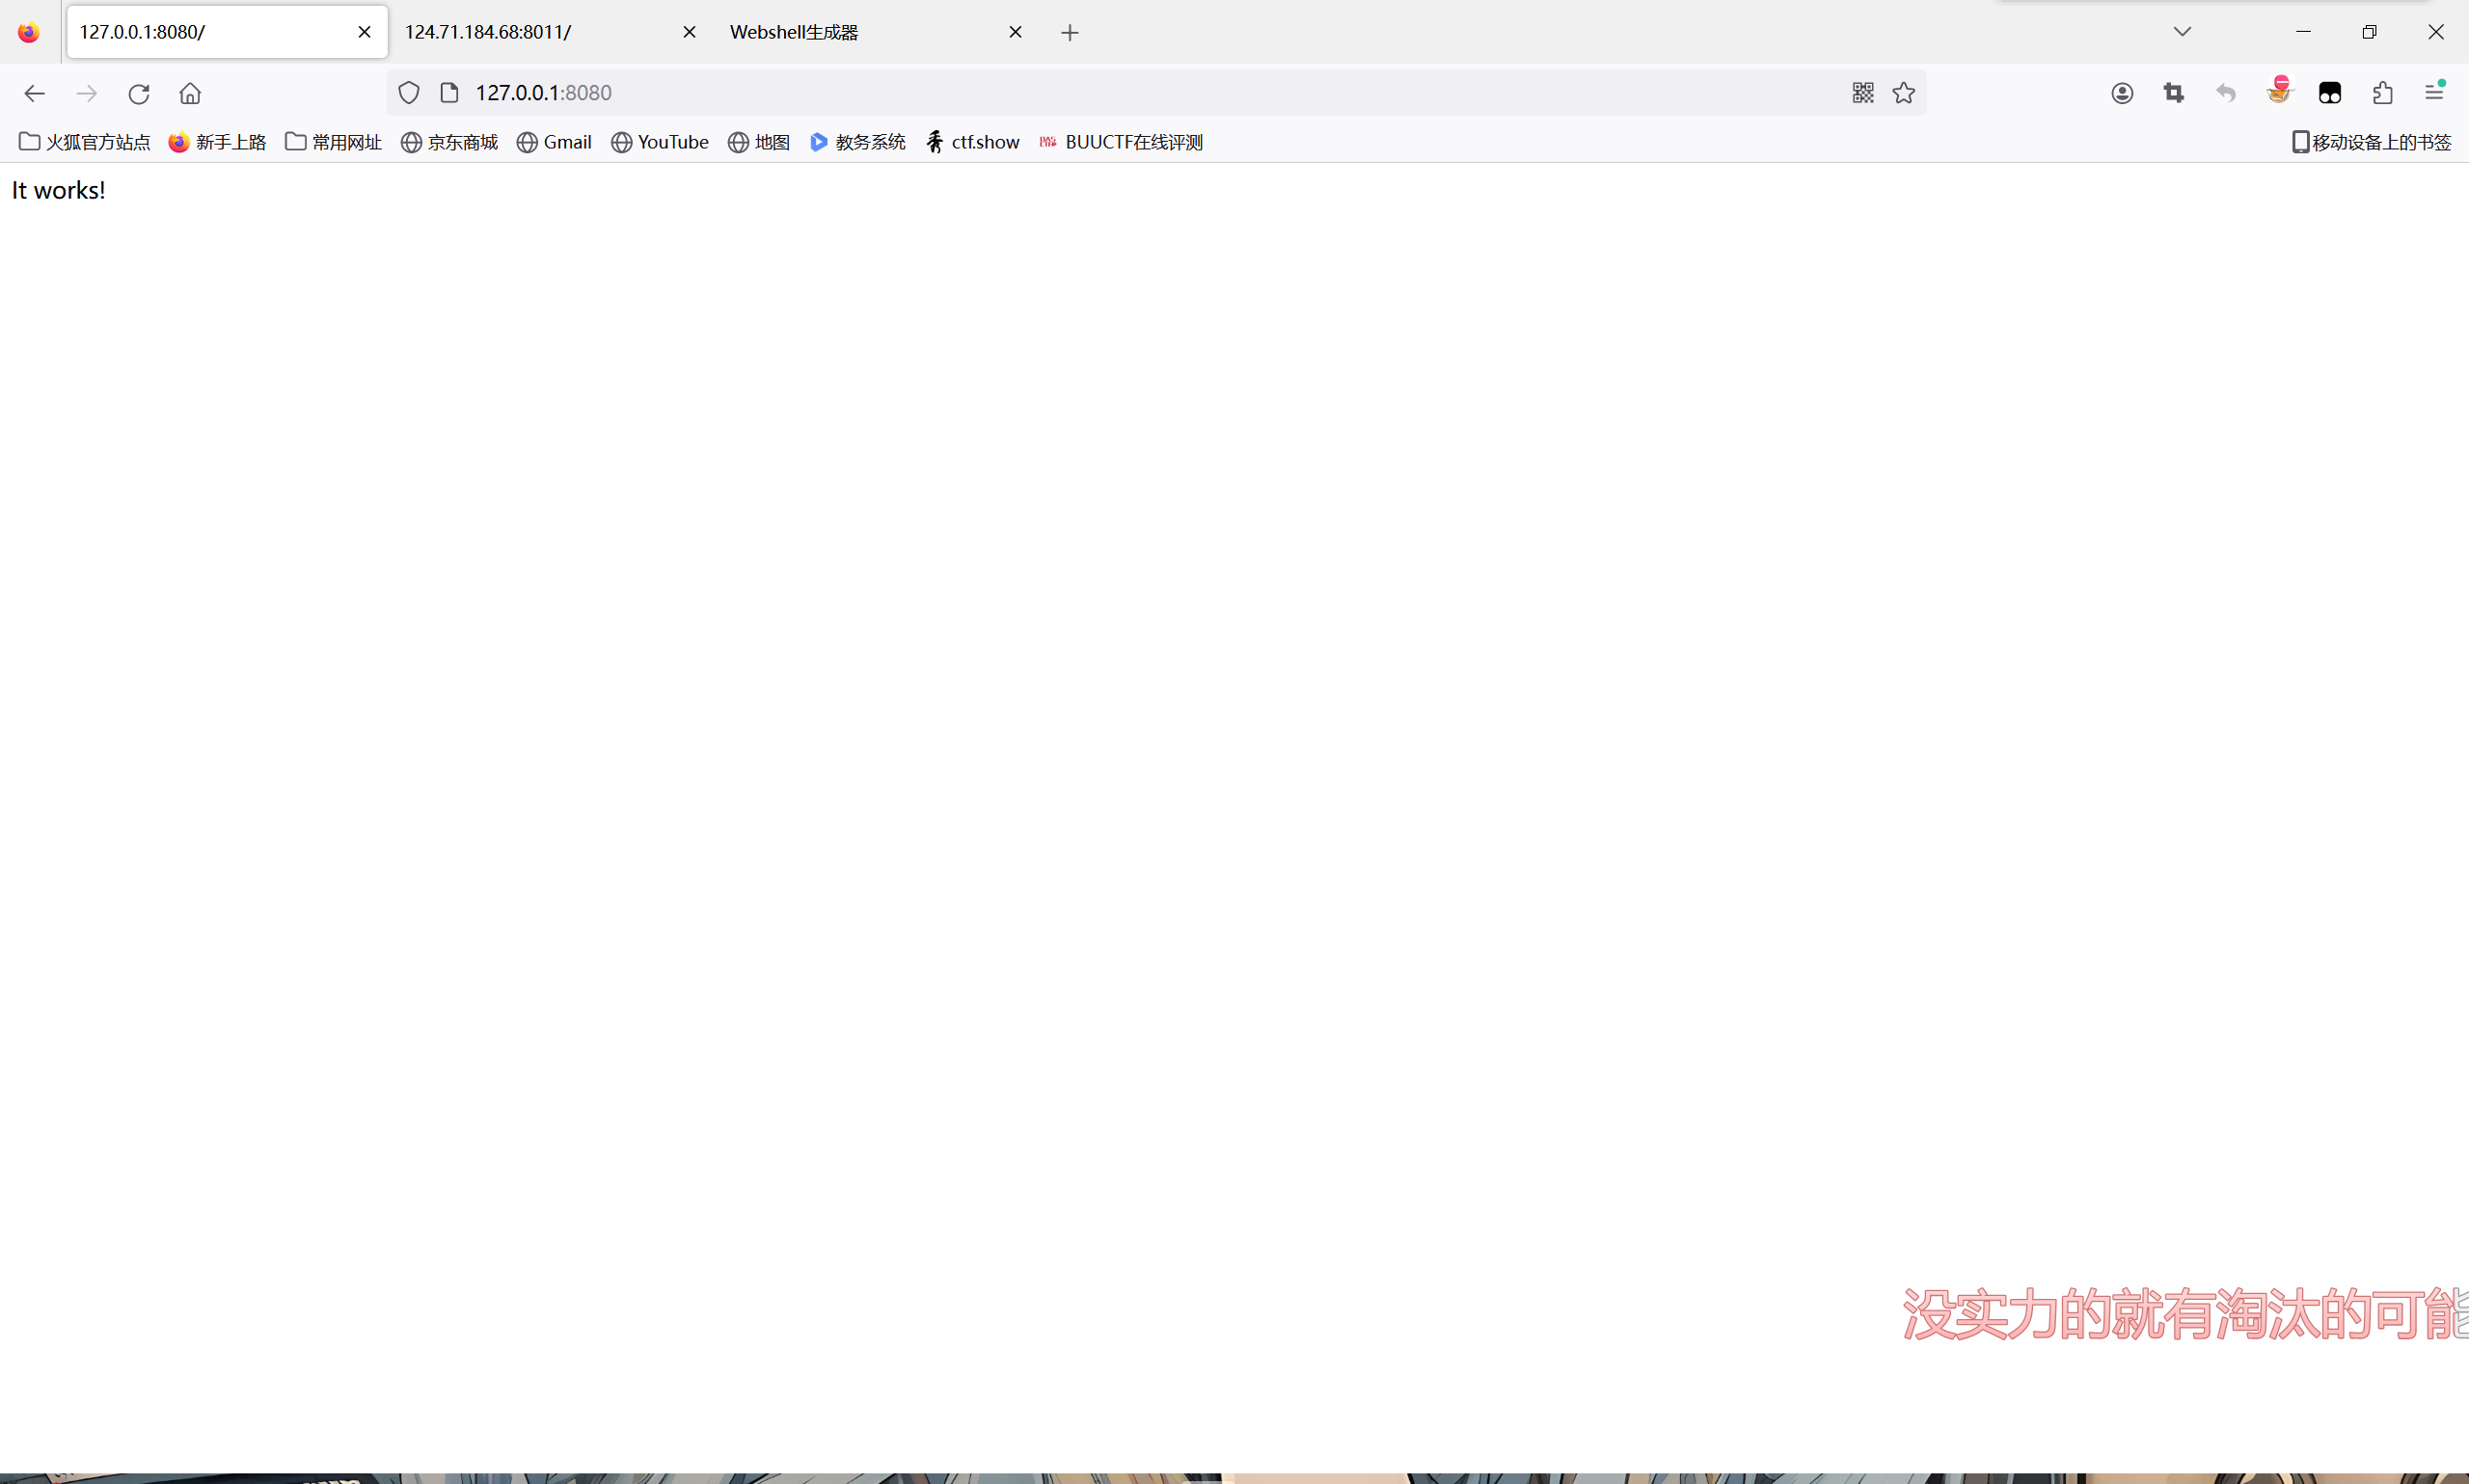 127.0.0.1:8080/ 124.71.184.68:8011/ Webshell生成器
127.0.0.1:8080
火狐官方站点 新手上路 常用网址 京东商城 Gmail YouTube 地图 教务系统 ctf.show BUUCTF在线评测 移动设备上的书签
It works!
没实力的就有淘汰的可能